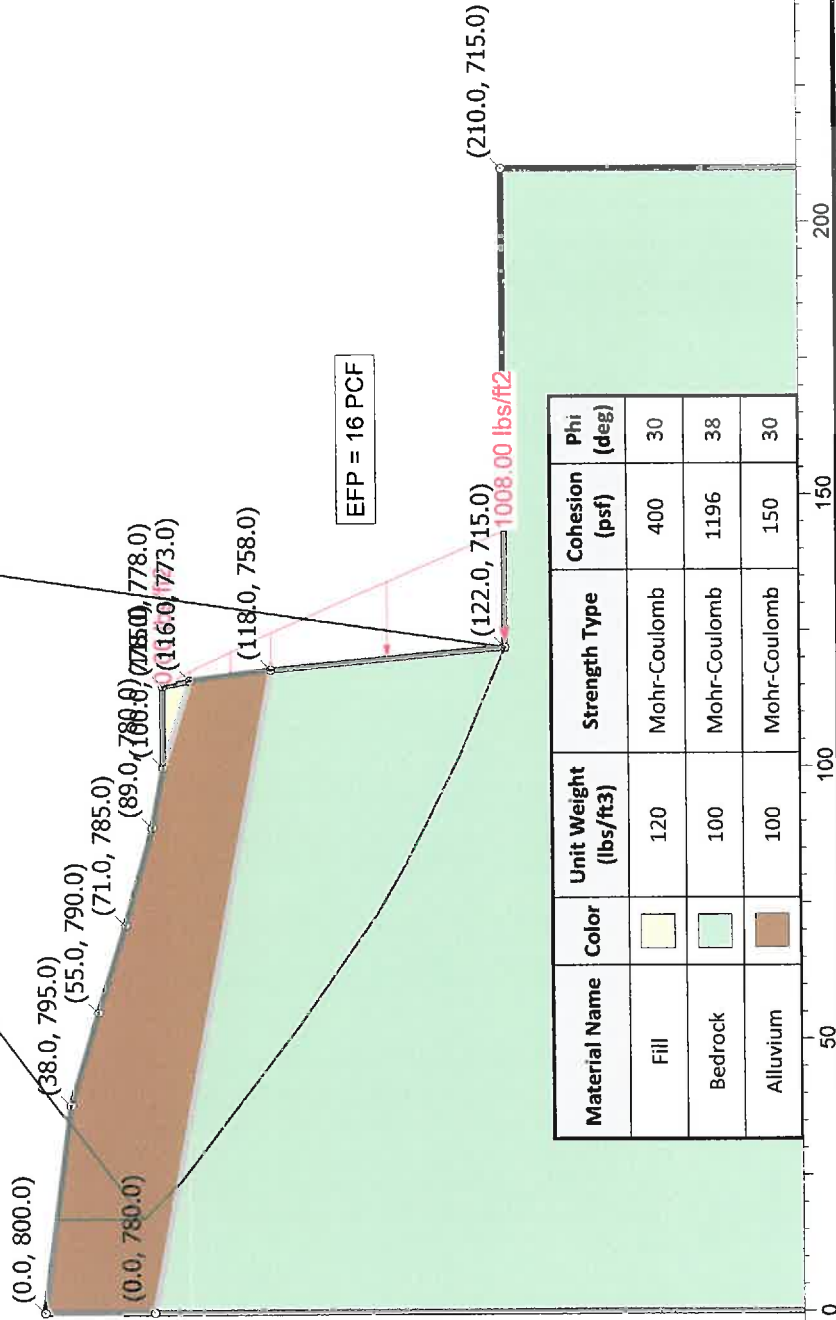 (0.0, 800.0)
(38.0, 795.0)
(55.0, 790.0)
(71.0, 785.0)
(89.0, 780.0)
(116.0, 773.0)
(118.0, 758.0)
(0.0, 780.0)
EFP = 16 PCF
(122.0, 715.0)
1008.00 lbs/ft2
(210.0, 715.0)
Material Name Color Unit Weight (lbs/ft3) Strength Type Cohesion (psf) Phi (deg)
Fill 120 Mohr-Coulomb 400 30
Bedrock 100 Mohr-Coulomb 1196 38
Alluvium 100 Mohr-Coulomb 150 30
0 50 100 150 200